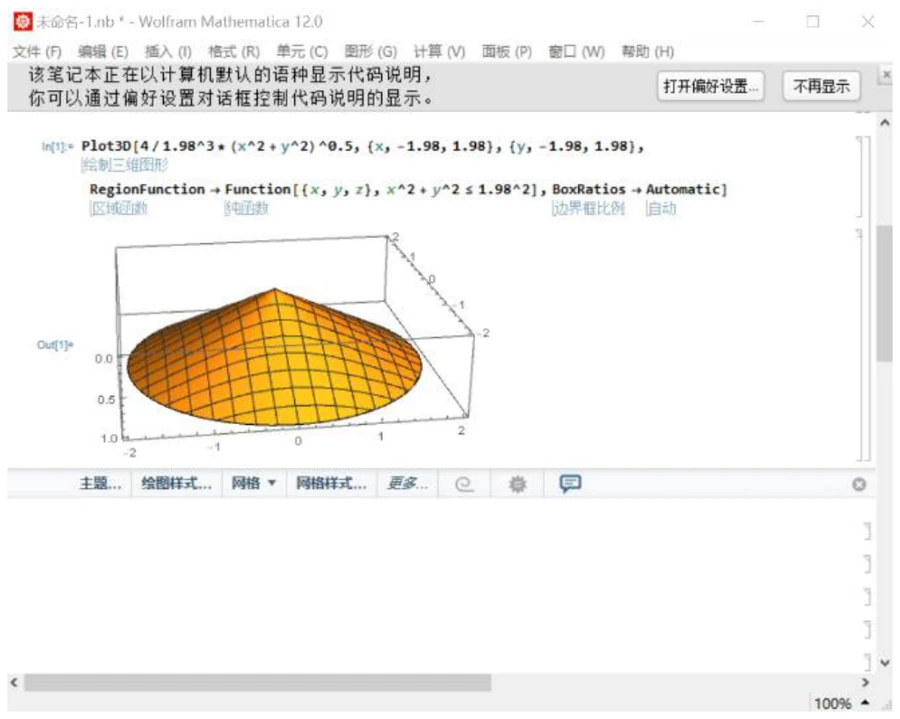 未命名-1.nb * - Wolfram Mathematica 12.0
文件 (F) 编辑 (E) 插入 (I) 格式 (R) 单元 (C) 图形 (G) 计算 (V) 面板 (P) 窗口 (W) 帮助 (H)
该笔记本正在以计算机默认的语种显示代码说明，
你可以通过偏好设置对话框控制代码说明的显示。
打开偏好设置... 不再显示
In[1]:= Plot3D[4 / 1.98^3 * (x^2 + y^2) ^0.5, {x, -1.98, 1.98}, {y, -1.98, 1.98},
绘制三维图形
RegionFunction → Function[{x, y, z}, x^2 + y^2 ≤ 1.98^2], BoxRatios → Automatic]
区域函数 纯函数 边界框比例 自动
2
1
0
-1
-2
Out[1]=
0.0
0.5
1.0
-2 -1 0 1 2
主题... 绘图样式... 网格 网格样式... 更多...
100%